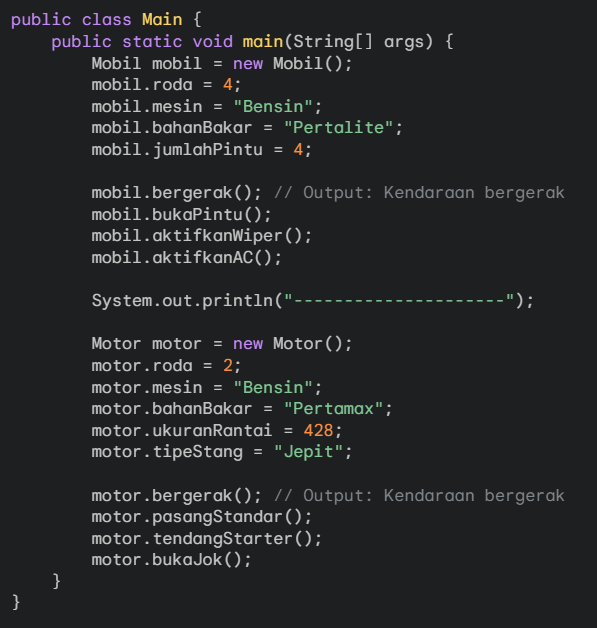 public class Main {
    public static void main(String[] args) {
        Mobil mobil = new Mobil();
        mobil.roda = 4;
        mobil.mesin = "Bensin";
        mobil.bahanBakar = "Pertalite";
        mobil.jumlahPintu = 4;

        mobil.bergerak(); // Output: Kendaraan bergerak
        mobil.bukaPintu();
        mobil.aktifkanWiper();
        mobil.aktifkanAC();

        System.out.println("---------------------");

        Motor motor = new Motor();
        motor.roda = 2;
        motor.mesin = "Bensin";
        motor.bahanBakar = "Pertamax";
        motor.ukuranRantai = 428;
        motor.tipeStang = "Jepit";

        motor.bergerak(); // Output: Kendaraan bergerak
        motor.pasangStandar();
        motor.tendangStarter();
        motor.bukaJok();
    }
}